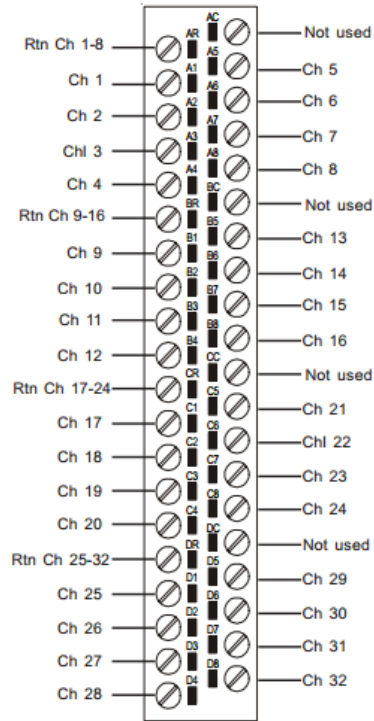 AC
Not used
Rtn Ch 1-8
AR
A5
Ch 5
Ch 1
A1
A6
Ch 6
Ch 2
A2
A7
Ch 7
Chl 3
A3
A8
Ch 8
Ch 4
A4
BC
Not used
Rtn Ch 9-16
BR
B5
Ch 13
Ch 9
B1
B6
Ch 14
Ch 10
B2
B7
Ch 15
Ch 11
B3
B8
Ch 16
Ch 12
B4
CC
Not used
Rtn Ch 17-24
CR
C5
Ch 21
Ch 17
C1
C6
Chl 22
Ch 18
C2
C7
Ch 23
Ch 19
C3
C8
Ch 24
Ch 20
C4
DC
Not used
Rtn Ch 25-32
DR
D5
Ch 29
Ch 25
D1
D6
Ch 30
Ch 26
D2
D7
Ch 31
Ch 27
D3
D8
Ch 32
Ch 28
D4